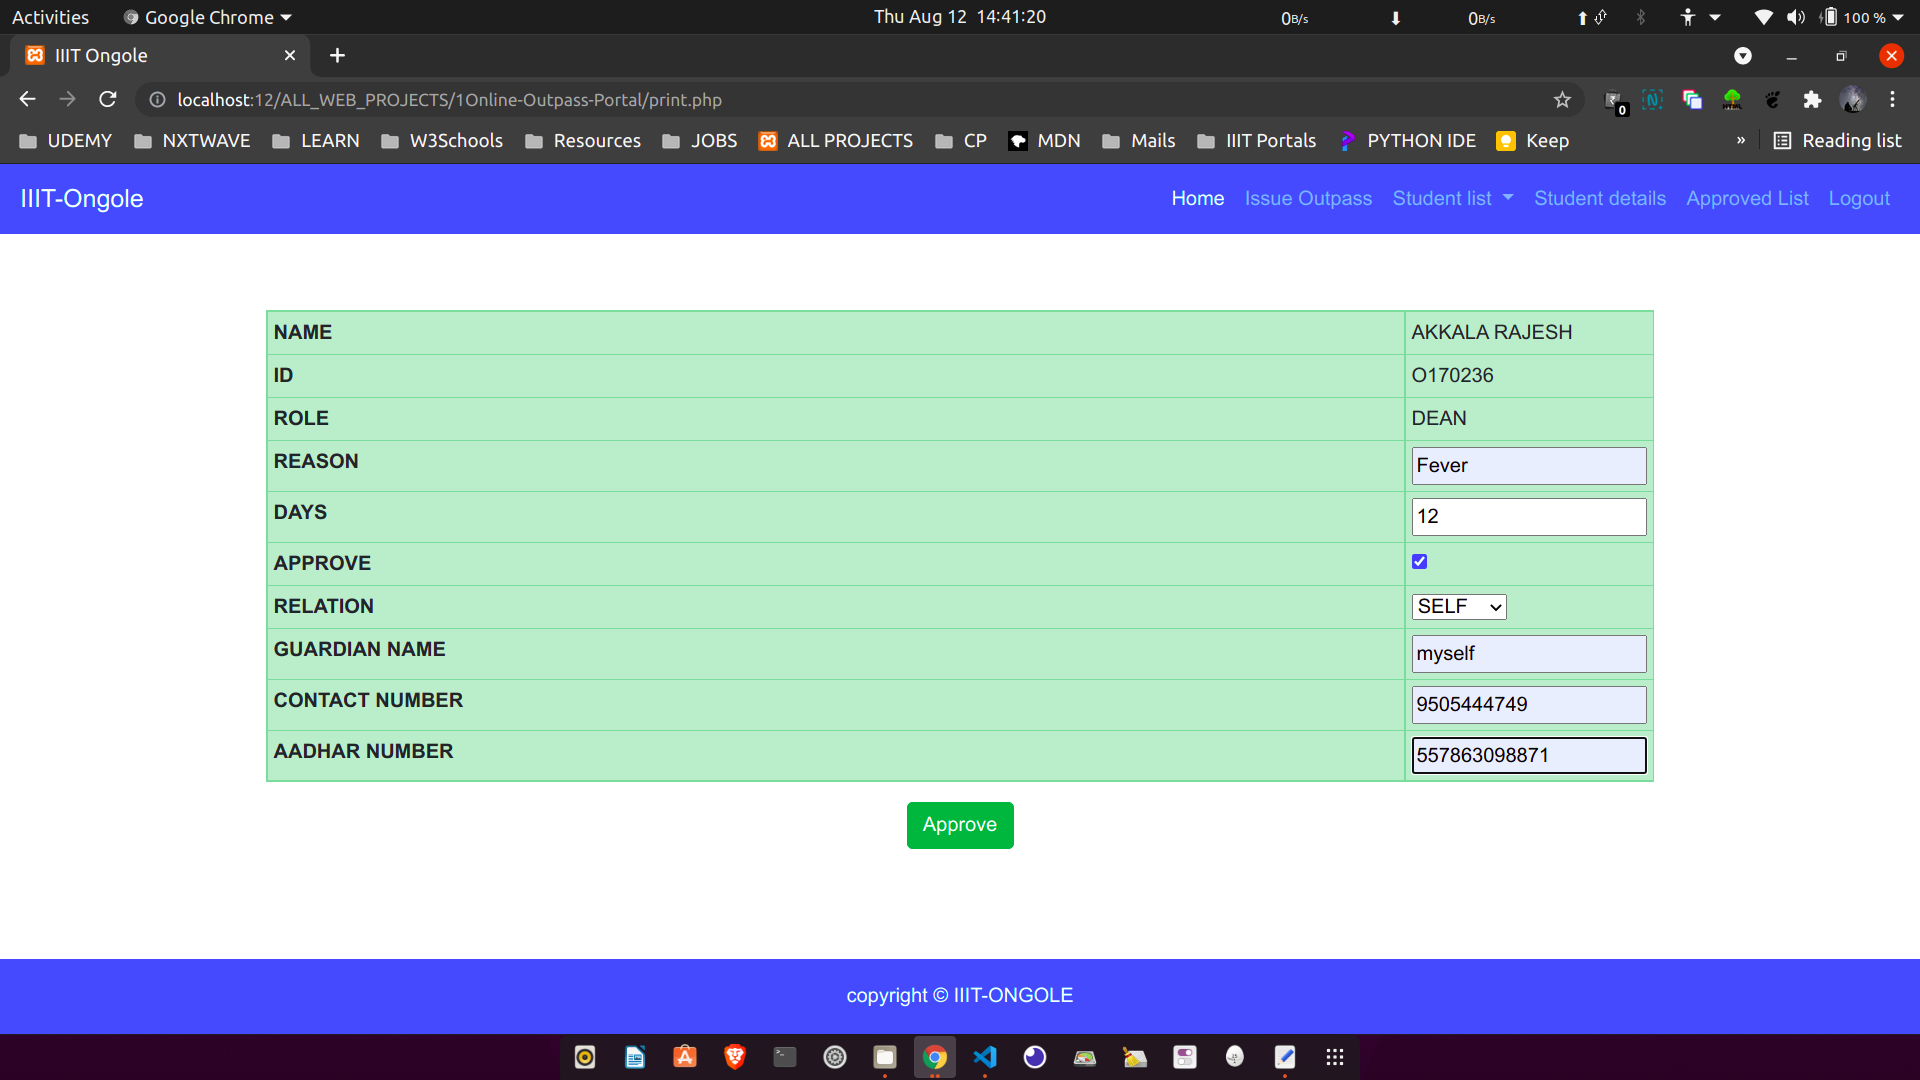 Activities Google Chrome Thu Aug 12 14:41:20 0B/s 0B/s 100 %
IIIT Ongole
localhost:12/ALL_WEB_PROJECTS/1Online-Outpass-Portal/print.php 0
UDEMY NXTWAVE LEARN W3Schools Resources JOBS ALL PROJECTS CP MDN Mails IIIT Portals PYTHON IDE Keep » Reading list
IIIT-Ongole Home Issue Outpass Student list Student details Approved List Logout
NAME AKKALA RAJESH
ID O170236
ROLE DEAN
REASON Fever
DAYS 12
APPROVE
RELATION SELF
GUARDIAN NAME myself
CONTACT NUMBER 9505444749
AADHAR NUMBER 557863098871
Approve
copyright © IIIT-ONGOLE